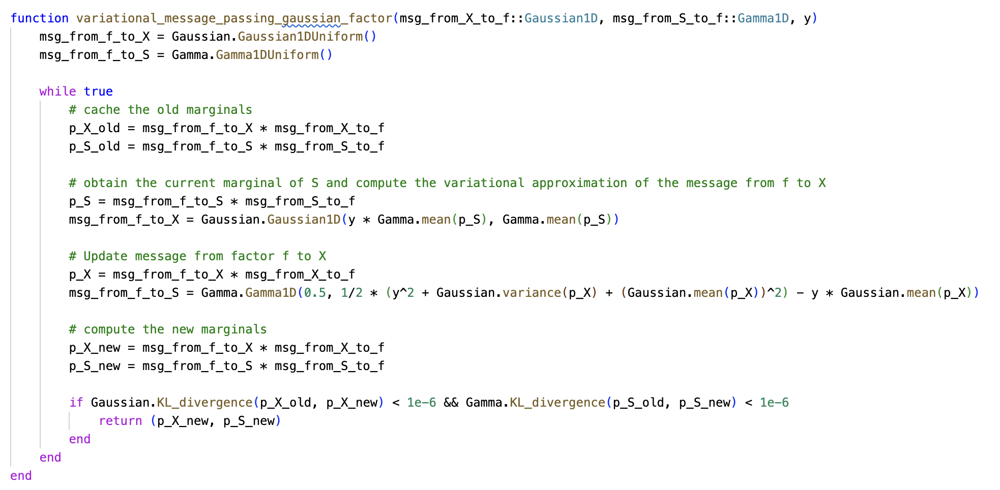 function variational_message_passing_gaussian_factor(msg_from_X_to_f::Gaussian1D, msg_from_S_to_f::Gamma1D, y)
    msg_from_f_to_X = Gaussian.Gaussian1DUniform()
    msg_from_f_to_S = Gamma.Gamma1DUniform()

    while true
        # cache the old marginals
        p_X_old = msg_from_f_to_X * msg_from_X_to_f
        p_S_old = msg_from_f_to_S * msg_from_S_to_f

        # obtain the current marginal of S and compute the variational approximation of the message from f to X
        p_S = msg_from_f_to_S * msg_from_S_to_f
        msg_from_f_to_X = Gaussian.Gaussian1D(y * Gamma.mean(p_S), Gamma.mean(p_S))

        # Update message from factor f to X
        p_X = msg_from_f_to_X * msg_from_X_to_f
        msg_from_f_to_S = Gamma.Gamma1D(0.5, 1/2 * (y^2 + Gaussian.variance(p_X) + (Gaussian.mean(p_X))^2) - y * Gaussian.mean(p_X))

        # compute the new marginals
        p_X_new = msg_from_f_to_X * msg_from_X_to_f
        p_S_new = msg_from_f_to_S * msg_from_S_to_f

        if Gaussian.KL_divergence(p_X_old, p_X_new) < 1e-6 && Gamma.KL_divergence(p_S_old, p_S_new) < 1e-6
            return (p_X_new, p_S_new)
        end
    end
end